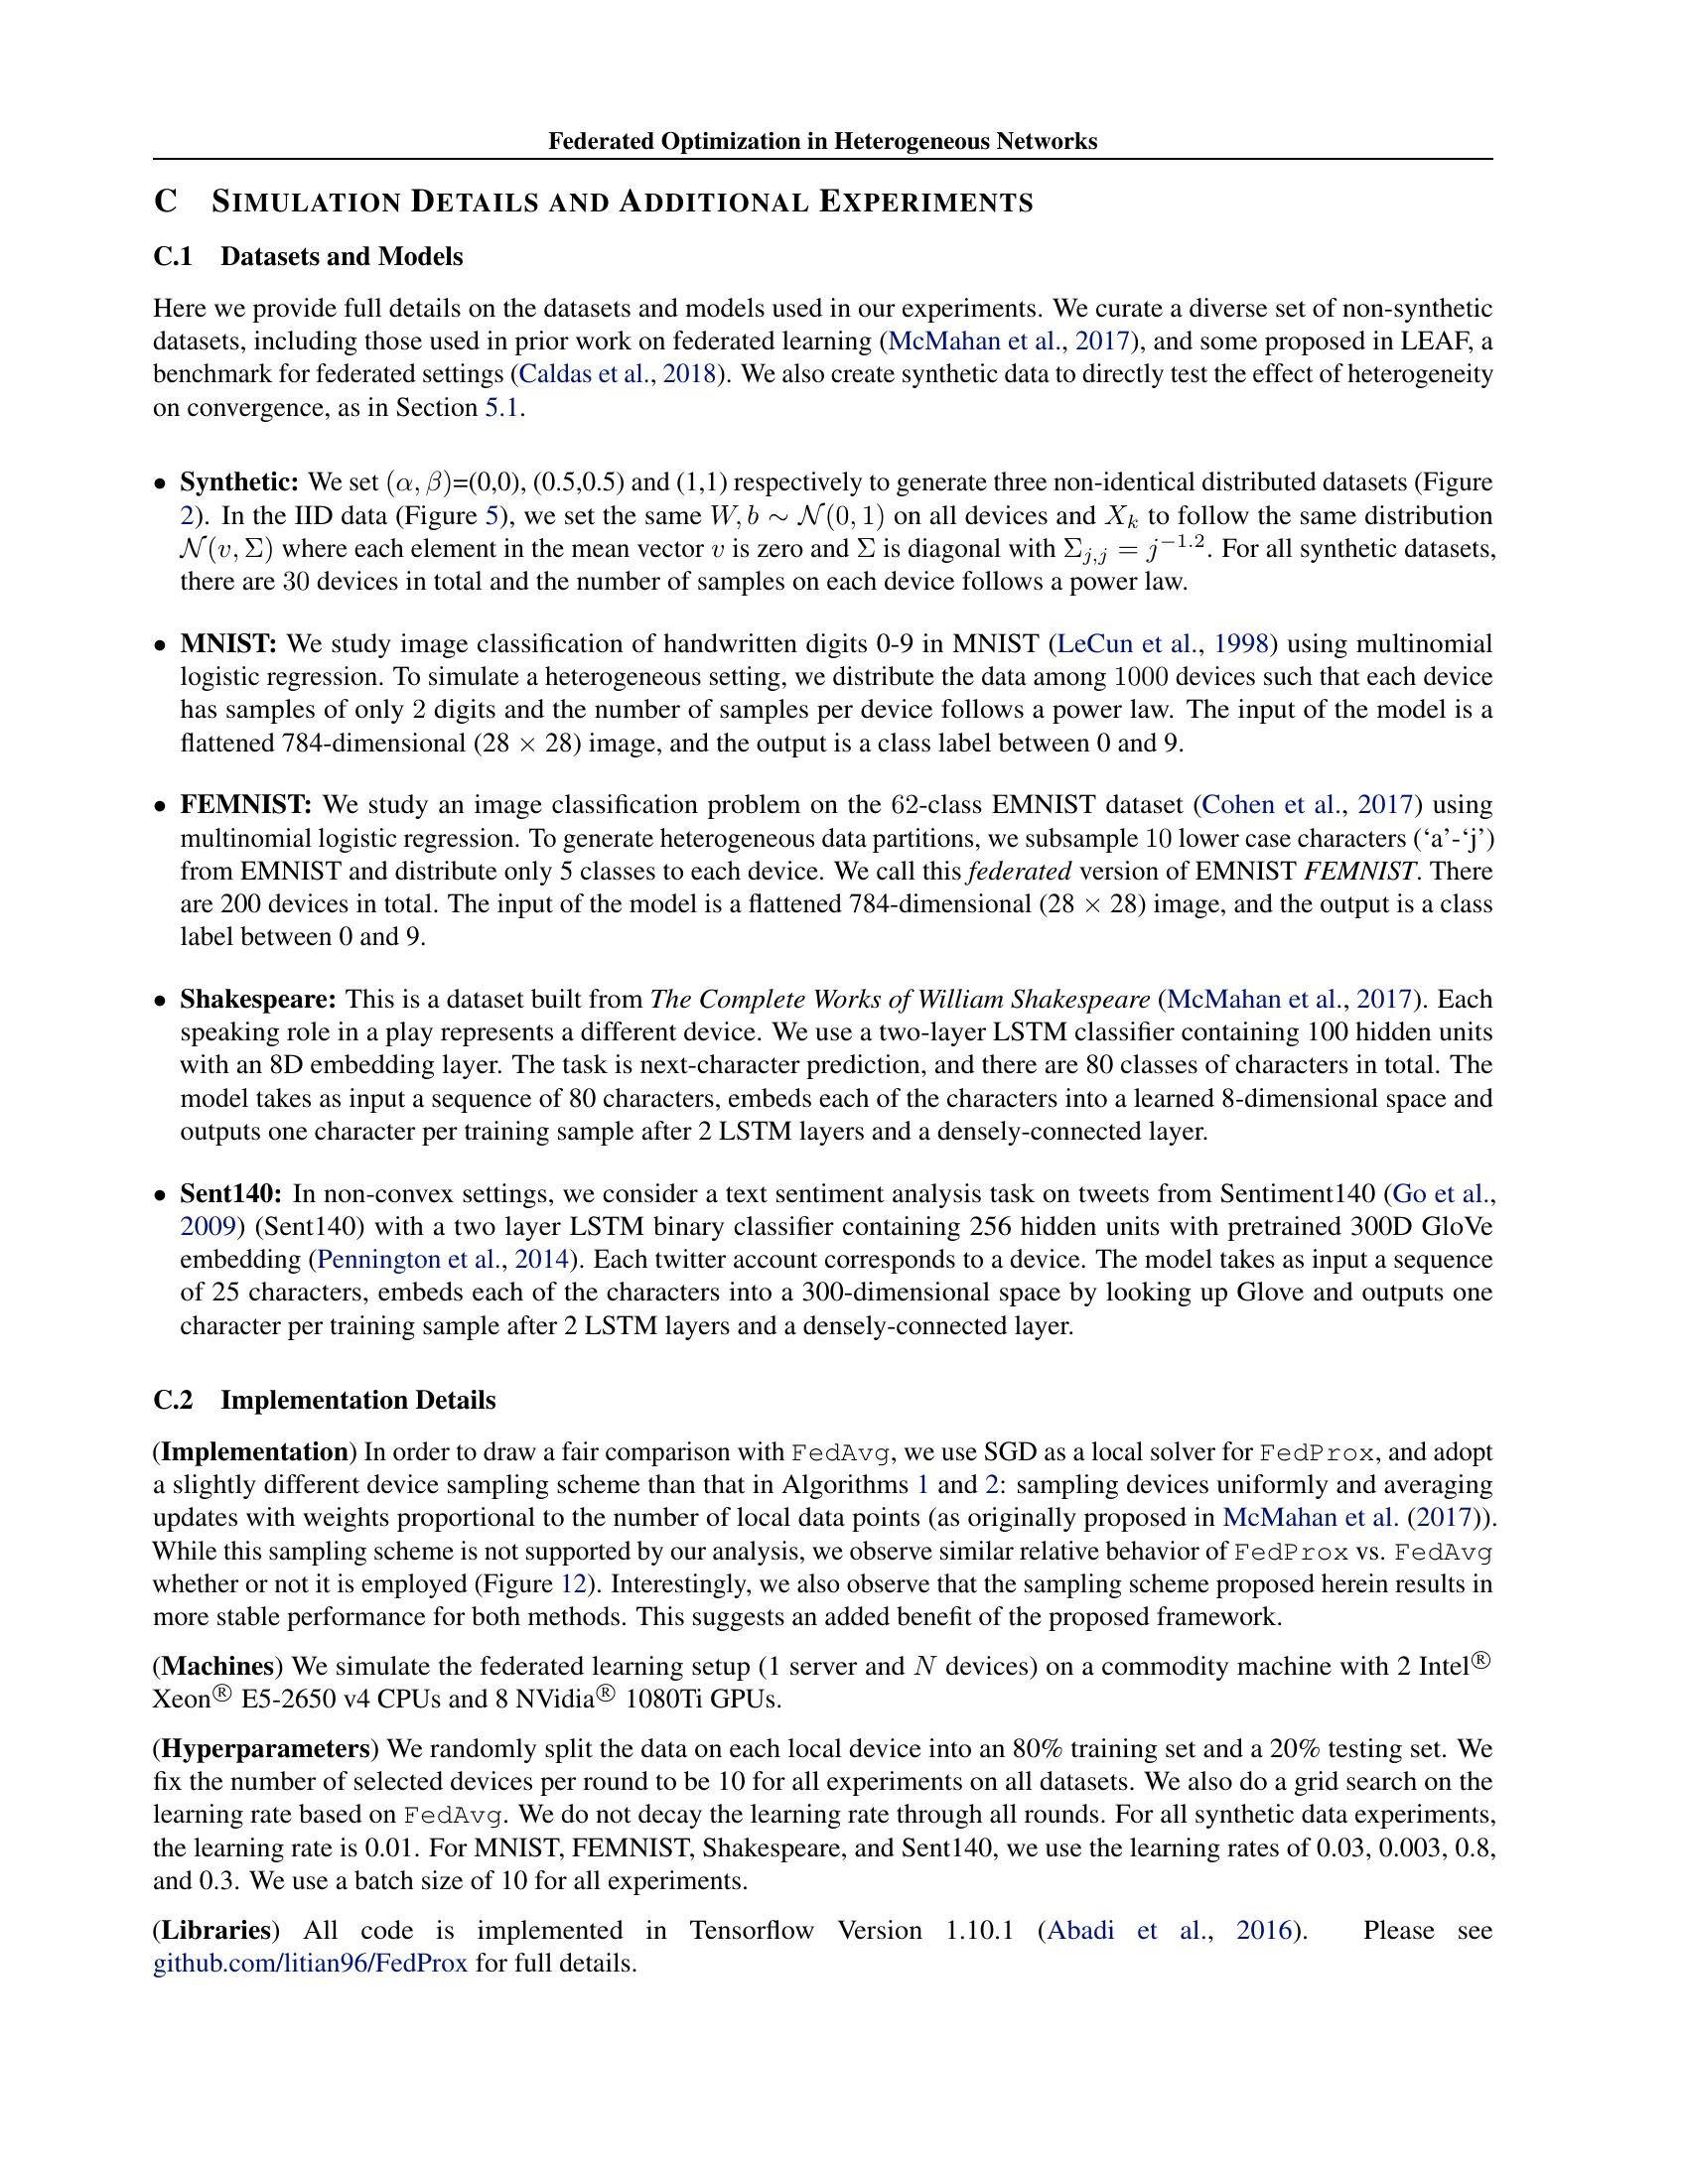 Federated Optimization in Heterogeneous Networks
C SIMULATION DETAILS AND ADDITIONAL EXPERIMENTS
C.1 Datasets and Models
Here we provide full details on the datasets and models used in our experiments. We curate a diverse set of non-synthetic
datasets, including those used in prior work on federated learning (McMahan et al., 2017), and some proposed in LEAF, a
benchmark for federated settings (Caldas et al., 2018). We also create synthetic data to directly test the effect of heterogeneity
on convergence, as in Section 5.1.
• Synthetic: We set (α, β)=(0,0), (0.5,0.5) and (1,1) respectively to generate three non-identical distributed datasets (Figure
2). In the IID data (Figure 5), we set the same W, b ∼ 𝒩(0, 1) on all devices and X_k to follow the same distribution
𝒩(v, Σ) where each element in the mean vector v is zero and Σ is diagonal with Σ_{j,j} = j^{−1.2}. For all synthetic datasets,
there are 30 devices in total and the number of samples on each device follows a power law.
• MNIST: We study image classification of handwritten digits 0-9 in MNIST (LeCun et al., 1998) using multinomial
logistic regression. To simulate a heterogeneous setting, we distribute the data among 1000 devices such that each device
has samples of only 2 digits and the number of samples per device follows a power law. The input of the model is a
flattened 784-dimensional (28 × 28) image, and the output is a class label between 0 and 9.
• FEMNIST: We study an image classification problem on the 62-class EMNIST dataset (Cohen et al., 2017) using
multinomial logistic regression. To generate heterogeneous data partitions, we subsample 10 lower case characters (‘a’-‘j’)
from EMNIST and distribute only 5 classes to each device. We call this federated version of EMNIST FEMNIST. There
are 200 devices in total. The input of the model is a flattened 784-dimensional (28 × 28) image, and the output is a class
label between 0 and 9.
• Shakespeare: This is a dataset built from The Complete Works of William Shakespeare (McMahan et al., 2017). Each
speaking role in a play represents a different device. We use a two-layer LSTM classifier containing 100 hidden units
with an 8D embedding layer. The task is next-character prediction, and there are 80 classes of characters in total. The
model takes as input a sequence of 80 characters, embeds each of the characters into a learned 8-dimensional space and
outputs one character per training sample after 2 LSTM layers and a densely-connected layer.
• Sent140: In non-convex settings, we consider a text sentiment analysis task on tweets from Sentiment140 (Go et al.,
2009) (Sent140) with a two layer LSTM binary classifier containing 256 hidden units with pretrained 300D GloVe
embedding (Pennington et al., 2014). Each twitter account corresponds to a device. The model takes as input a sequence
of 25 characters, embeds each of the characters into a 300-dimensional space by looking up Glove and outputs one
character per training sample after 2 LSTM layers and a densely-connected layer.
C.2 Implementation Details
(Implementation) In order to draw a fair comparison with FedAvg, we use SGD as a local solver for FedProx, and adopt
a slightly different device sampling scheme than that in Algorithms 1 and 2: sampling devices uniformly and averaging
updates with weights proportional to the number of local data points (as originally proposed in McMahan et al. (2017)).
While this sampling scheme is not supported by our analysis, we observe similar relative behavior of FedProx vs. FedAvg
whether or not it is employed (Figure 12). Interestingly, we also observe that the sampling scheme proposed herein results in
more stable performance for both methods. This suggests an added benefit of the proposed framework.
(Machines) We simulate the federated learning setup (1 server and N devices) on a commodity machine with 2 Intel®
Xeon® E5-2650 v4 CPUs and 8 NVidia® 1080Ti GPUs.
(Hyperparameters) We randomly split the data on each local device into an 80% training set and a 20% testing set. We
fix the number of selected devices per round to be 10 for all experiments on all datasets. We also do a grid search on the
learning rate based on FedAvg. We do not decay the learning rate through all rounds. For all synthetic data experiments,
the learning rate is 0.01. For MNIST, FEMNIST, Shakespeare, and Sent140, we use the learning rates of 0.03, 0.003, 0.8,
and 0.3. We use a batch size of 10 for all experiments.
(Libraries) All code is implemented in Tensorflow Version 1.10.1 (Abadi et al., 2016). Please see
github.com/litian96/FedProx for full details.